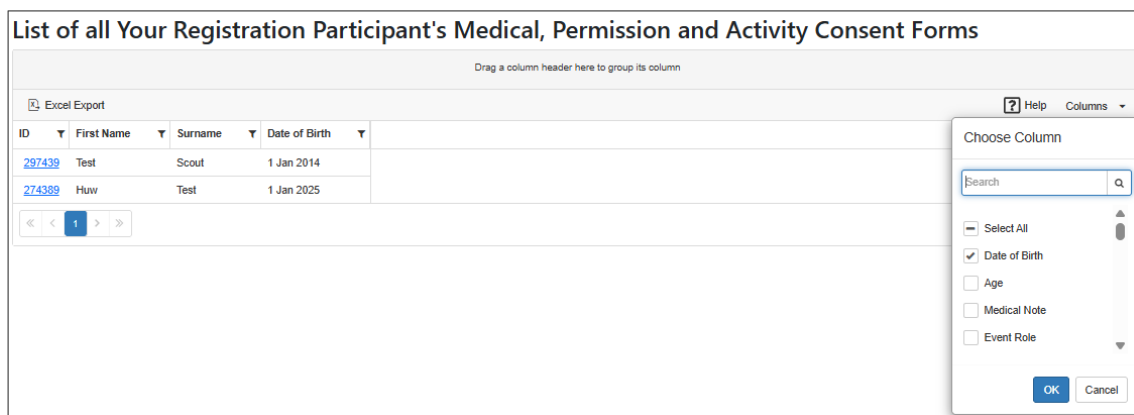 List of all Your Registration Participant's Medical, Permission and Activity Consent Forms
Drag a column header here to group its column
Excel Export
Help Columns
ID First Name Surname Date of Birth
297439 Test Scout 1 Jan 2014
274389 Huw Test 1 Jan 2025
« < 1 > »
Choose Column
Search
Select All
Date of Birth
Age
Medical Note
Event Role
OK Cancel